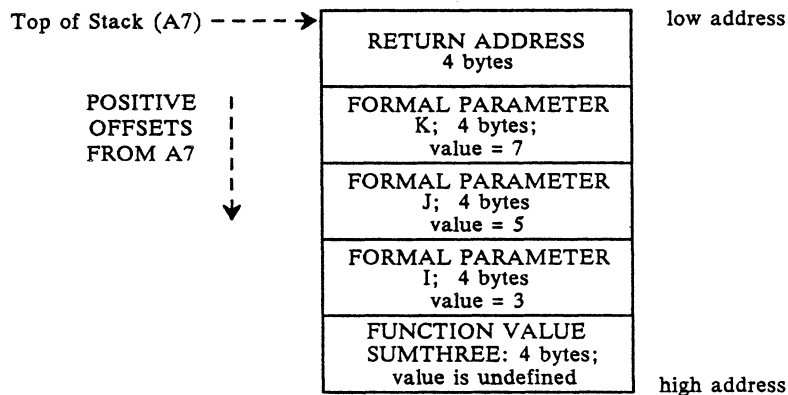 Top of Stack (A7)
low address
RETURN ADDRESS
4 bytes
POSITIVE
OFFSETS
FROM A7
FORMAL PARAMETER
K; 4 bytes;
value = 7
FORMAL PARAMETER
J; 4 bytes
value = 5
FORMAL PARAMETER
I; 4 bytes
value = 3
FUNCTION VALUE
SUMTHREE: 4 bytes;
value is undefined
high address